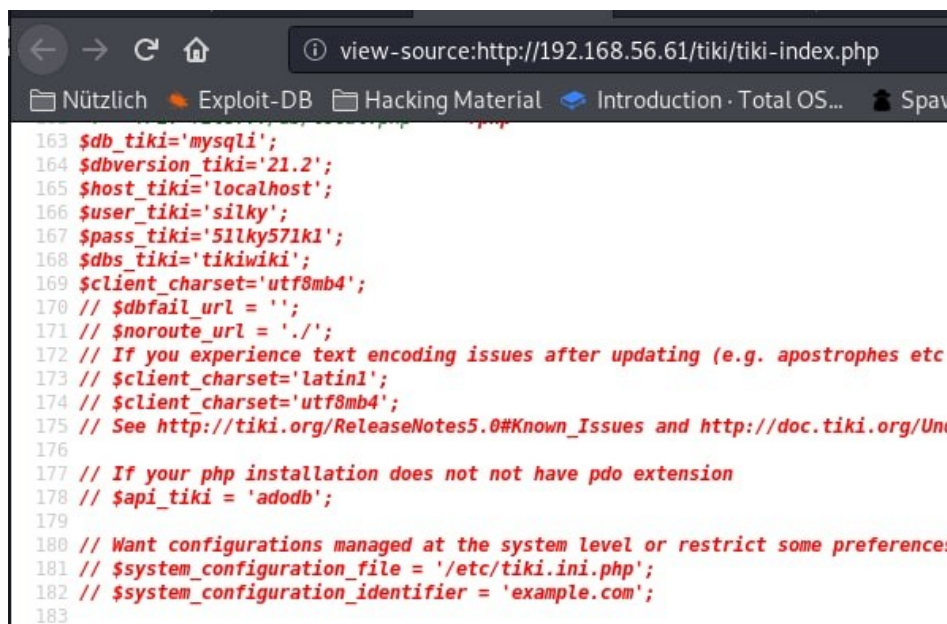 view-source:http://192.168.56.61/tiki/tiki-index.php
Nützlich Exploit-DB Hacking Material Introduction · Total OS... Spav
163 $db_tiki='mysqli';
164 $dbversion_tiki='21.2';
165 $host_tiki='localhost';
166 $user_tiki='silky';
167 $pass_tiki='51lky571k1';
168 $dbs_tiki='tikiwiki';
169 $client_charset='utf8mb4';
170 // $dbfail_url = '';
171 // $noroute_url = './';
172 // If you experience text encoding issues after updating (e.g. apostrophes etc
173 // $client_charset='latin1';
174 // $client_charset='utf8mb4';
175 // See http://tiki.org/ReleaseNotes5.0#Known_Issues and http://doc.tiki.org/Und
176
177 // If your php installation does not not have pdo extension
178 // $api_tiki = 'adodb';
179
180 // Want configurations managed at the system level or restrict some preferences
181 // $system_configuration_file = '/etc/tiki.ini.php';
182 // $system_configuration_identifier = 'example.com';
183